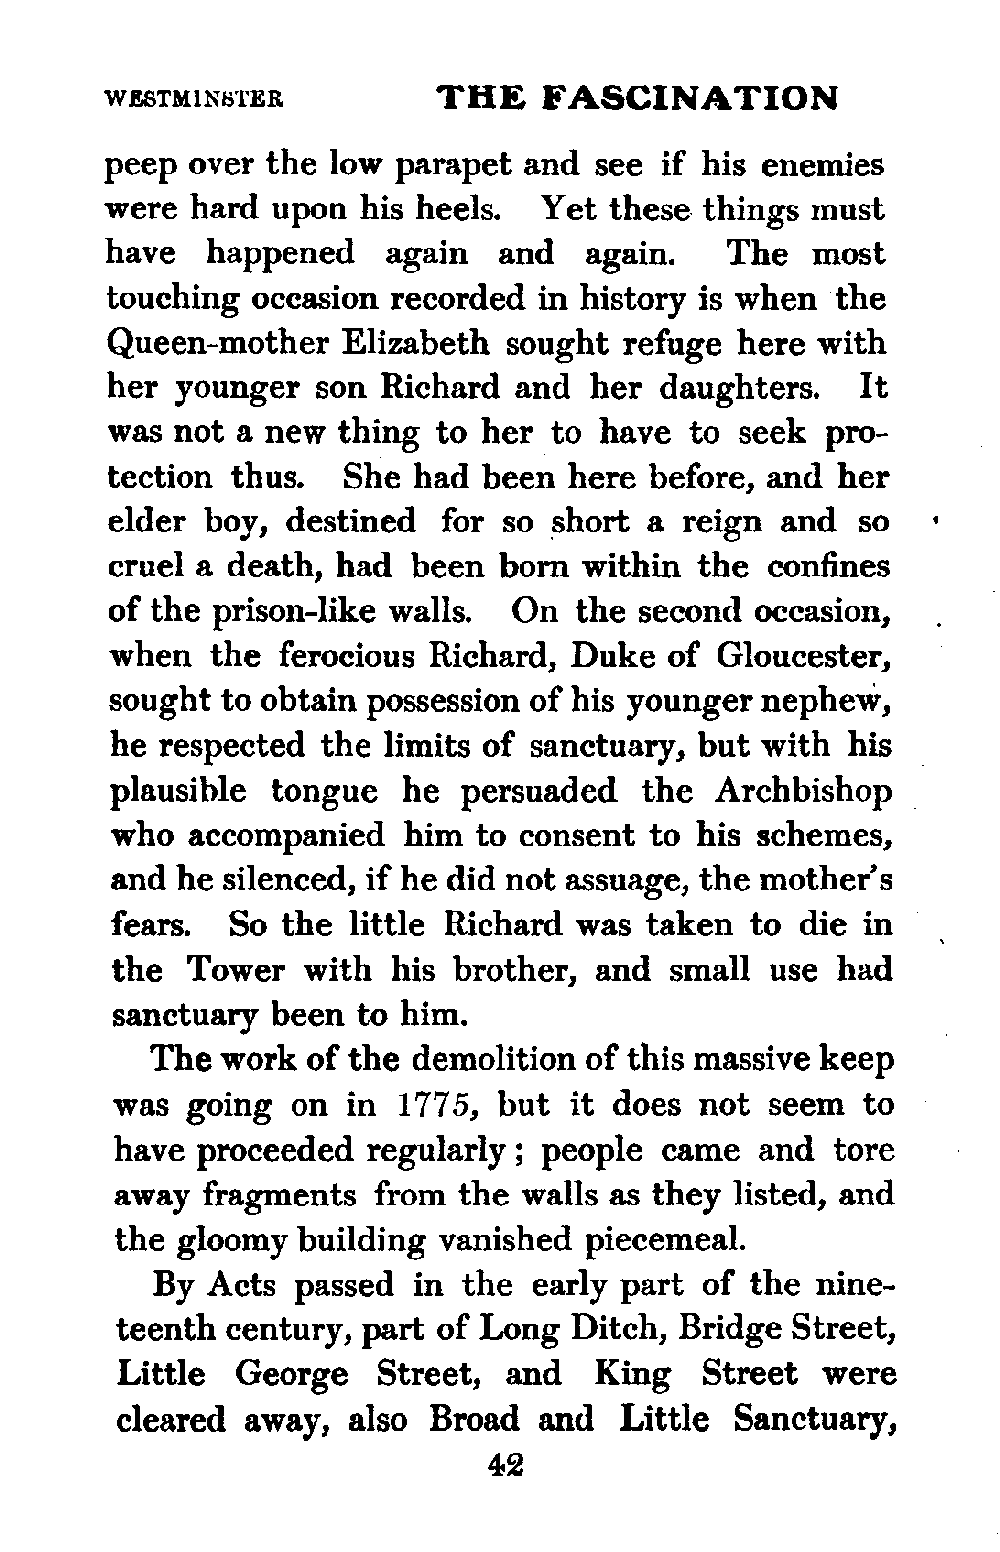 WESTMINSTER THE FASCINATION
peep over the low parapet and see if his enemies
were hard upon his heels. Yet these things must
have happened again and again. The most
touching occasion recorded in history is when the
Queen-mother Elizabeth sought refuge here with
her younger son Richard and her daughters. It
was not a new thing to her to have to seek pro-
tection thus. She had been here before, and her
elder boy, destined for so short a reign and so
cruel a death, had been born within the confines
of the prison-like walls. On the second occasion,
when the ferocious Richard, Duke of Gloucester,
sought to obtain possession of his younger nephew,
he respected the limits of sanctuary, but with his
plausible tongue he persuaded the Archbishop
who accompanied him to consent to his schemes,
and he silenced, if he did not assuage, the mother's
fears. So the little Richard was taken to die in
the Tower with his brother, and small use had
sanctuary been to him.
The work of the demolition of this massive keep
was going on in 1775, but it does not seem to
have proceeded regularly; people came and tore
away fragments from the walls as they listed, and
the gloomy building vanished piecemeal.
By Acts passed in the early part of the nine-
teenth century, part of Long Ditch, Bridge Street,
Little George Street, and King Street were
cleared away, also Broad and Little Sanctuary,
42